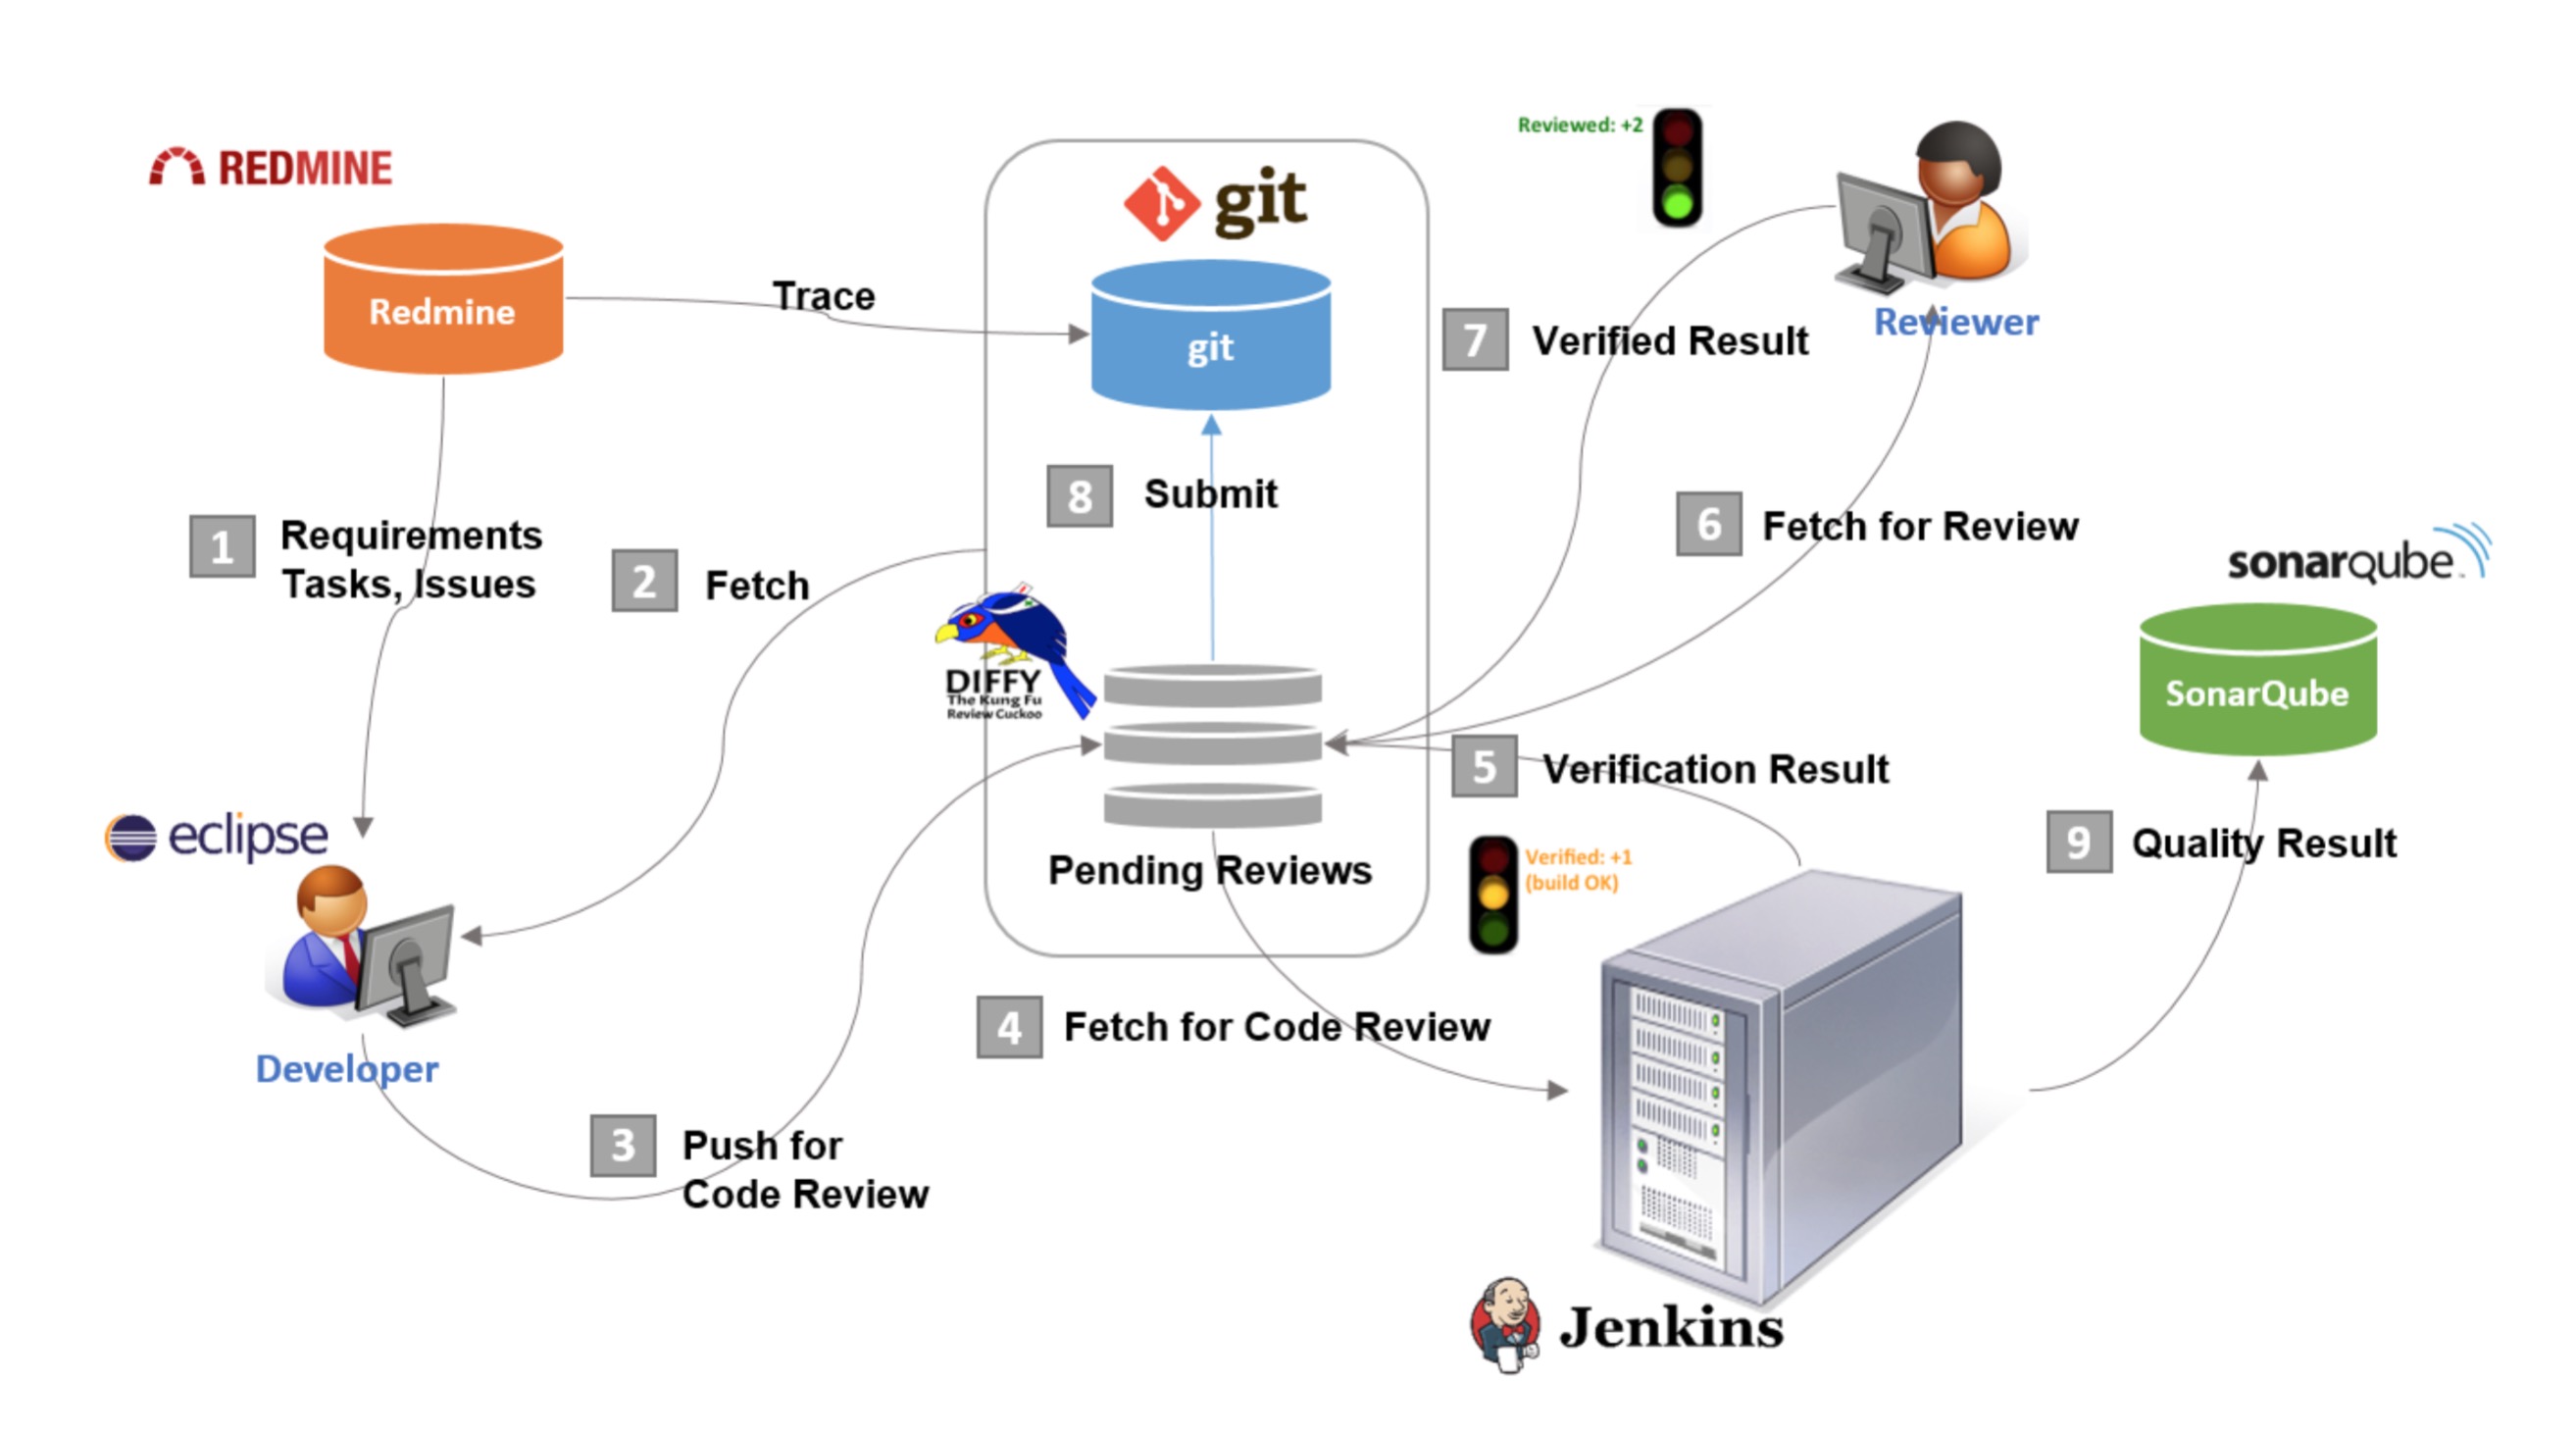 REDMINE
Redmine
Trace
git
git
Reviewed: +2
Reviewer
7 Verified Result
8 Submit
6 Fetch for Review
1 Requirements
Tasks, Issues
2 Fetch
sonarqube
SonarQube
DIFFY
The Kung Fu
Review Cuckoo
5 Verification Result
eclipse
Pending Reviews
Verified: +1
(build OK)
9 Quality Result
Developer
4 Fetch for Code Review
3 Push for
Code Review
Jenkins